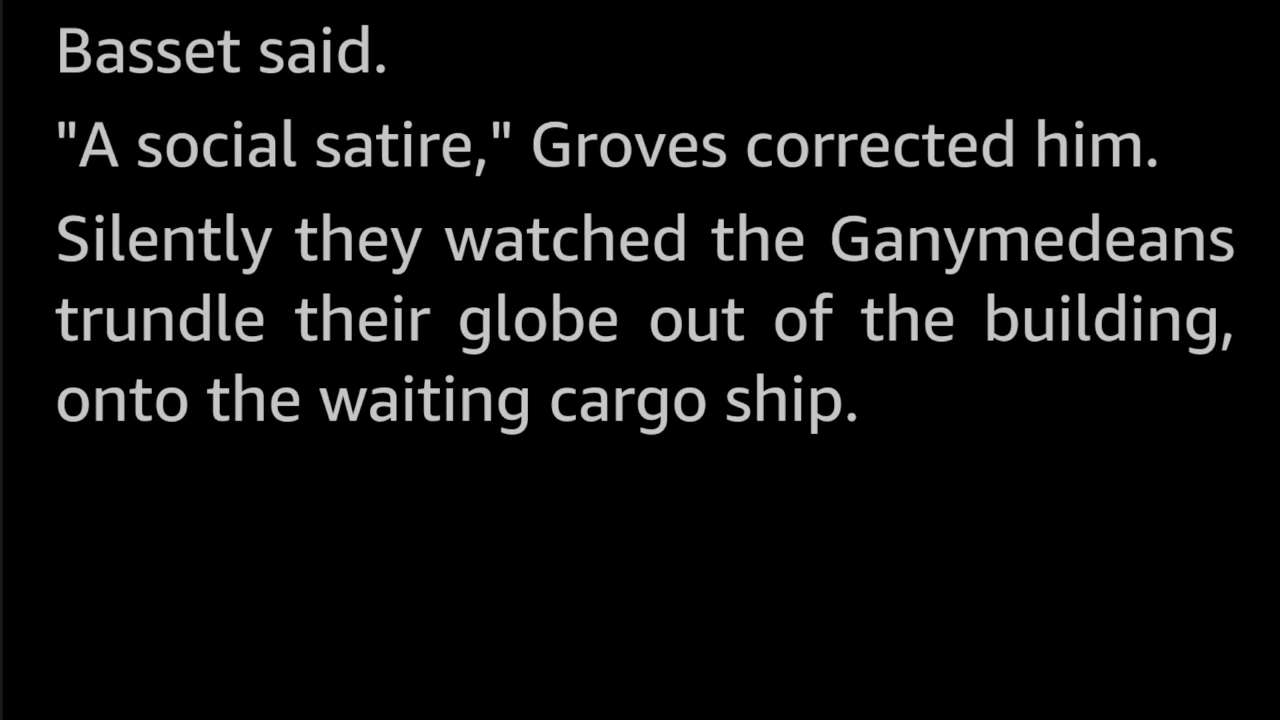 Basset said.
"A social satire," Groves corrected him.
Silently they watched the Ganymedeans
trundle their globe out of the building,
onto the waiting cargo ship.